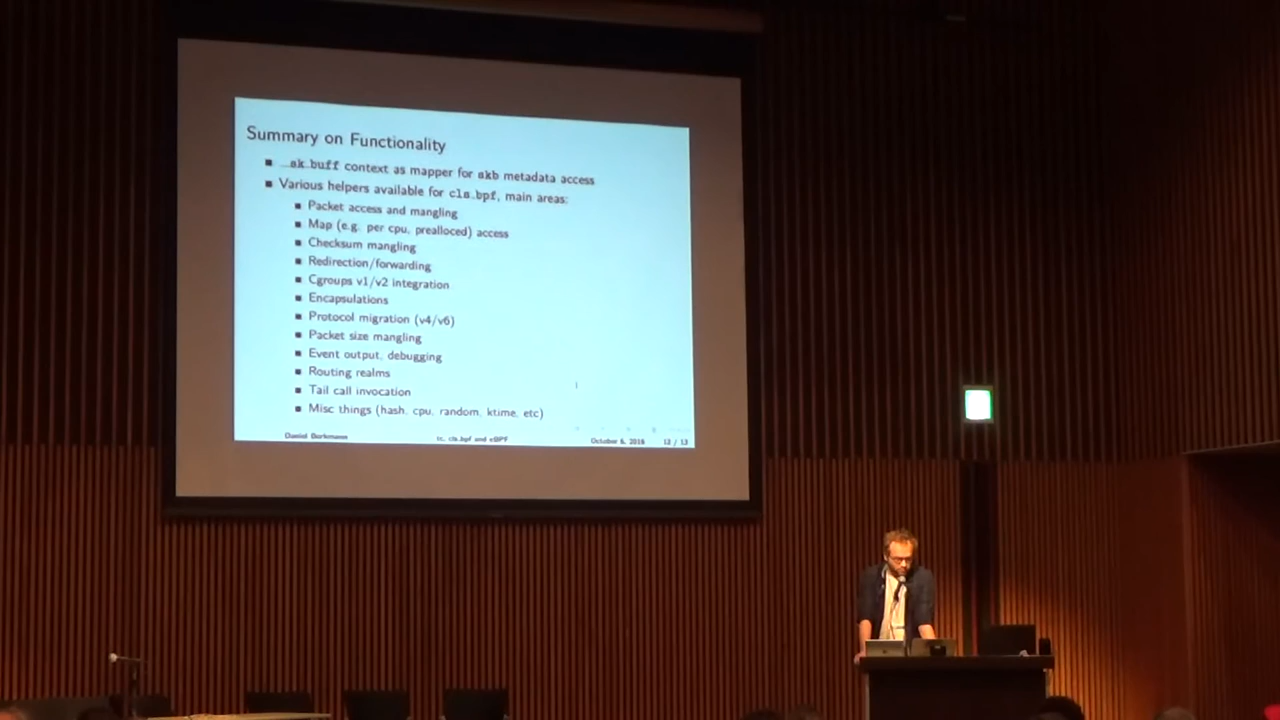 Summary on Functionality
__sk_buff context as mapper for skb metadata access
Various helpers available for cls_bpf, main areas:
Packet access and mangling
Map (e.g. per cpu, prealloced) access
Checksum mangling
Redirection/forwarding
Cgroups v1/v2 integration
Encapsulations
Protocol migration (v4/v6)
Packet size mangling
Event output, debugging
Routing realms
Tail call invocation
Misc things (hash, cpu, random, ktime, etc)
Daniel Borkmann tc, cls_bpf and eBPF October 6, 2016 12 / 13